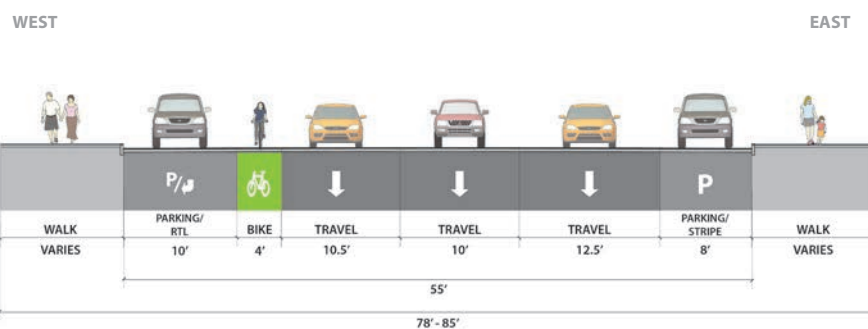 WEST EAST
P/
P
WALK PARKING/ RTL BIKE TRAVEL TRAVEL TRAVEL PARKING/ STRIPE WALK
VARIES 10' 4' 10.5' 10' 12.5' 8' VARIES
55'
78' - 85'